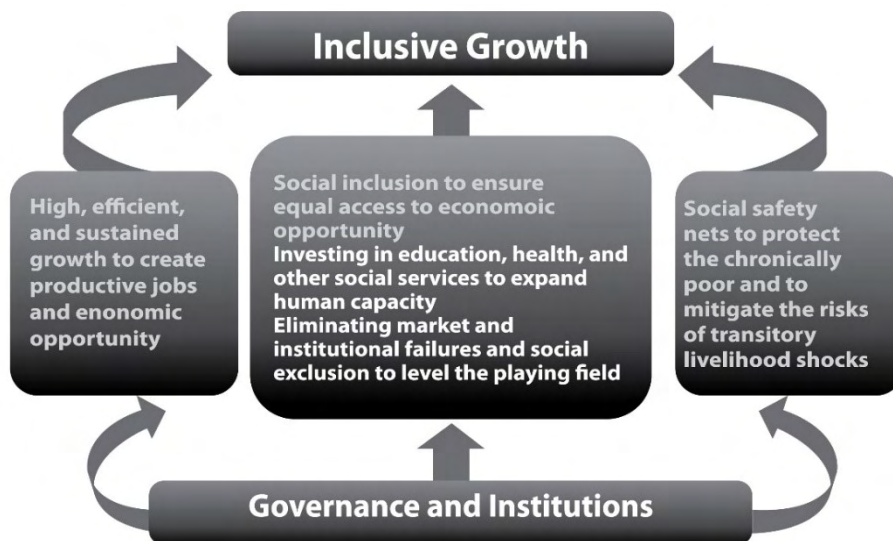 Inclusive Growth
High, efficient,
and sustained
growth to create
productive jobs
and enonomic
opportunity
Social inclusion to ensure
equal access to economoic
opportunity
Investing in education, health, and
other social services to expand
human capacity
Eliminating market and
institutional failures and social
exclusion to level the playing field
Social safety
nets to protect
the chronically
poor and to
mitigate the risks
of transitory
livelihood shocks
Governance and Institutions